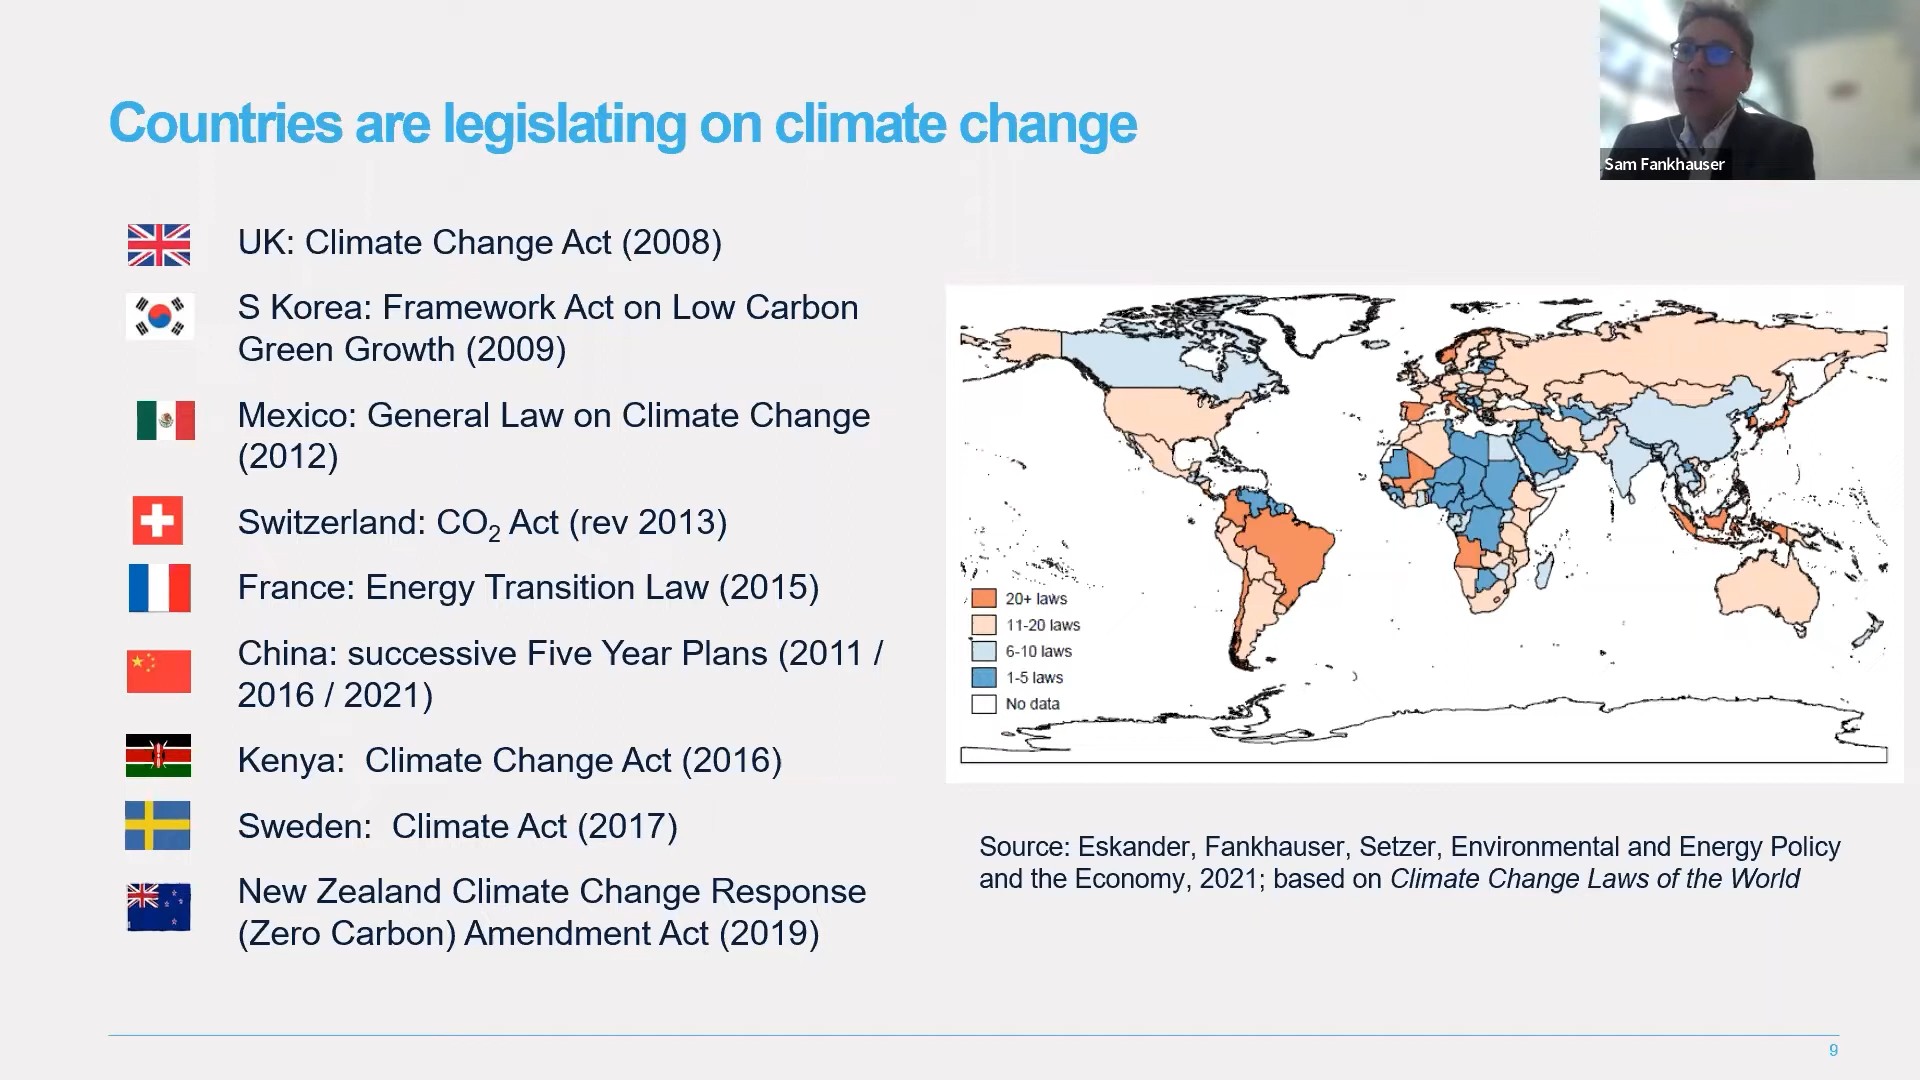 Sam Fankhauser
Countries are legislating on climate change
UK: Climate Change Act (2008)
S Korea: Framework Act on Low Carbon
Green Growth (2009)
Mexico: General Law on Climate Change
(2012)
Switzerland: CO₂ Act (rev 2013)
France: Energy Transition Law (2015)
China: successive Five Year Plans (2011 /
2016 / 2021)
Kenya:  Climate Change Act (2016)
Sweden:  Climate Act (2017)
New Zealand Climate Change Response
(Zero Carbon) Amendment Act (2019)
20+ laws
11-20 laws
6-10 laws
1-5 laws
No data
Source: Eskander, Fankhauser, Setzer, Environmental and Energy Policy
and the Economy, 2021; based on Climate Change Laws of the World
9